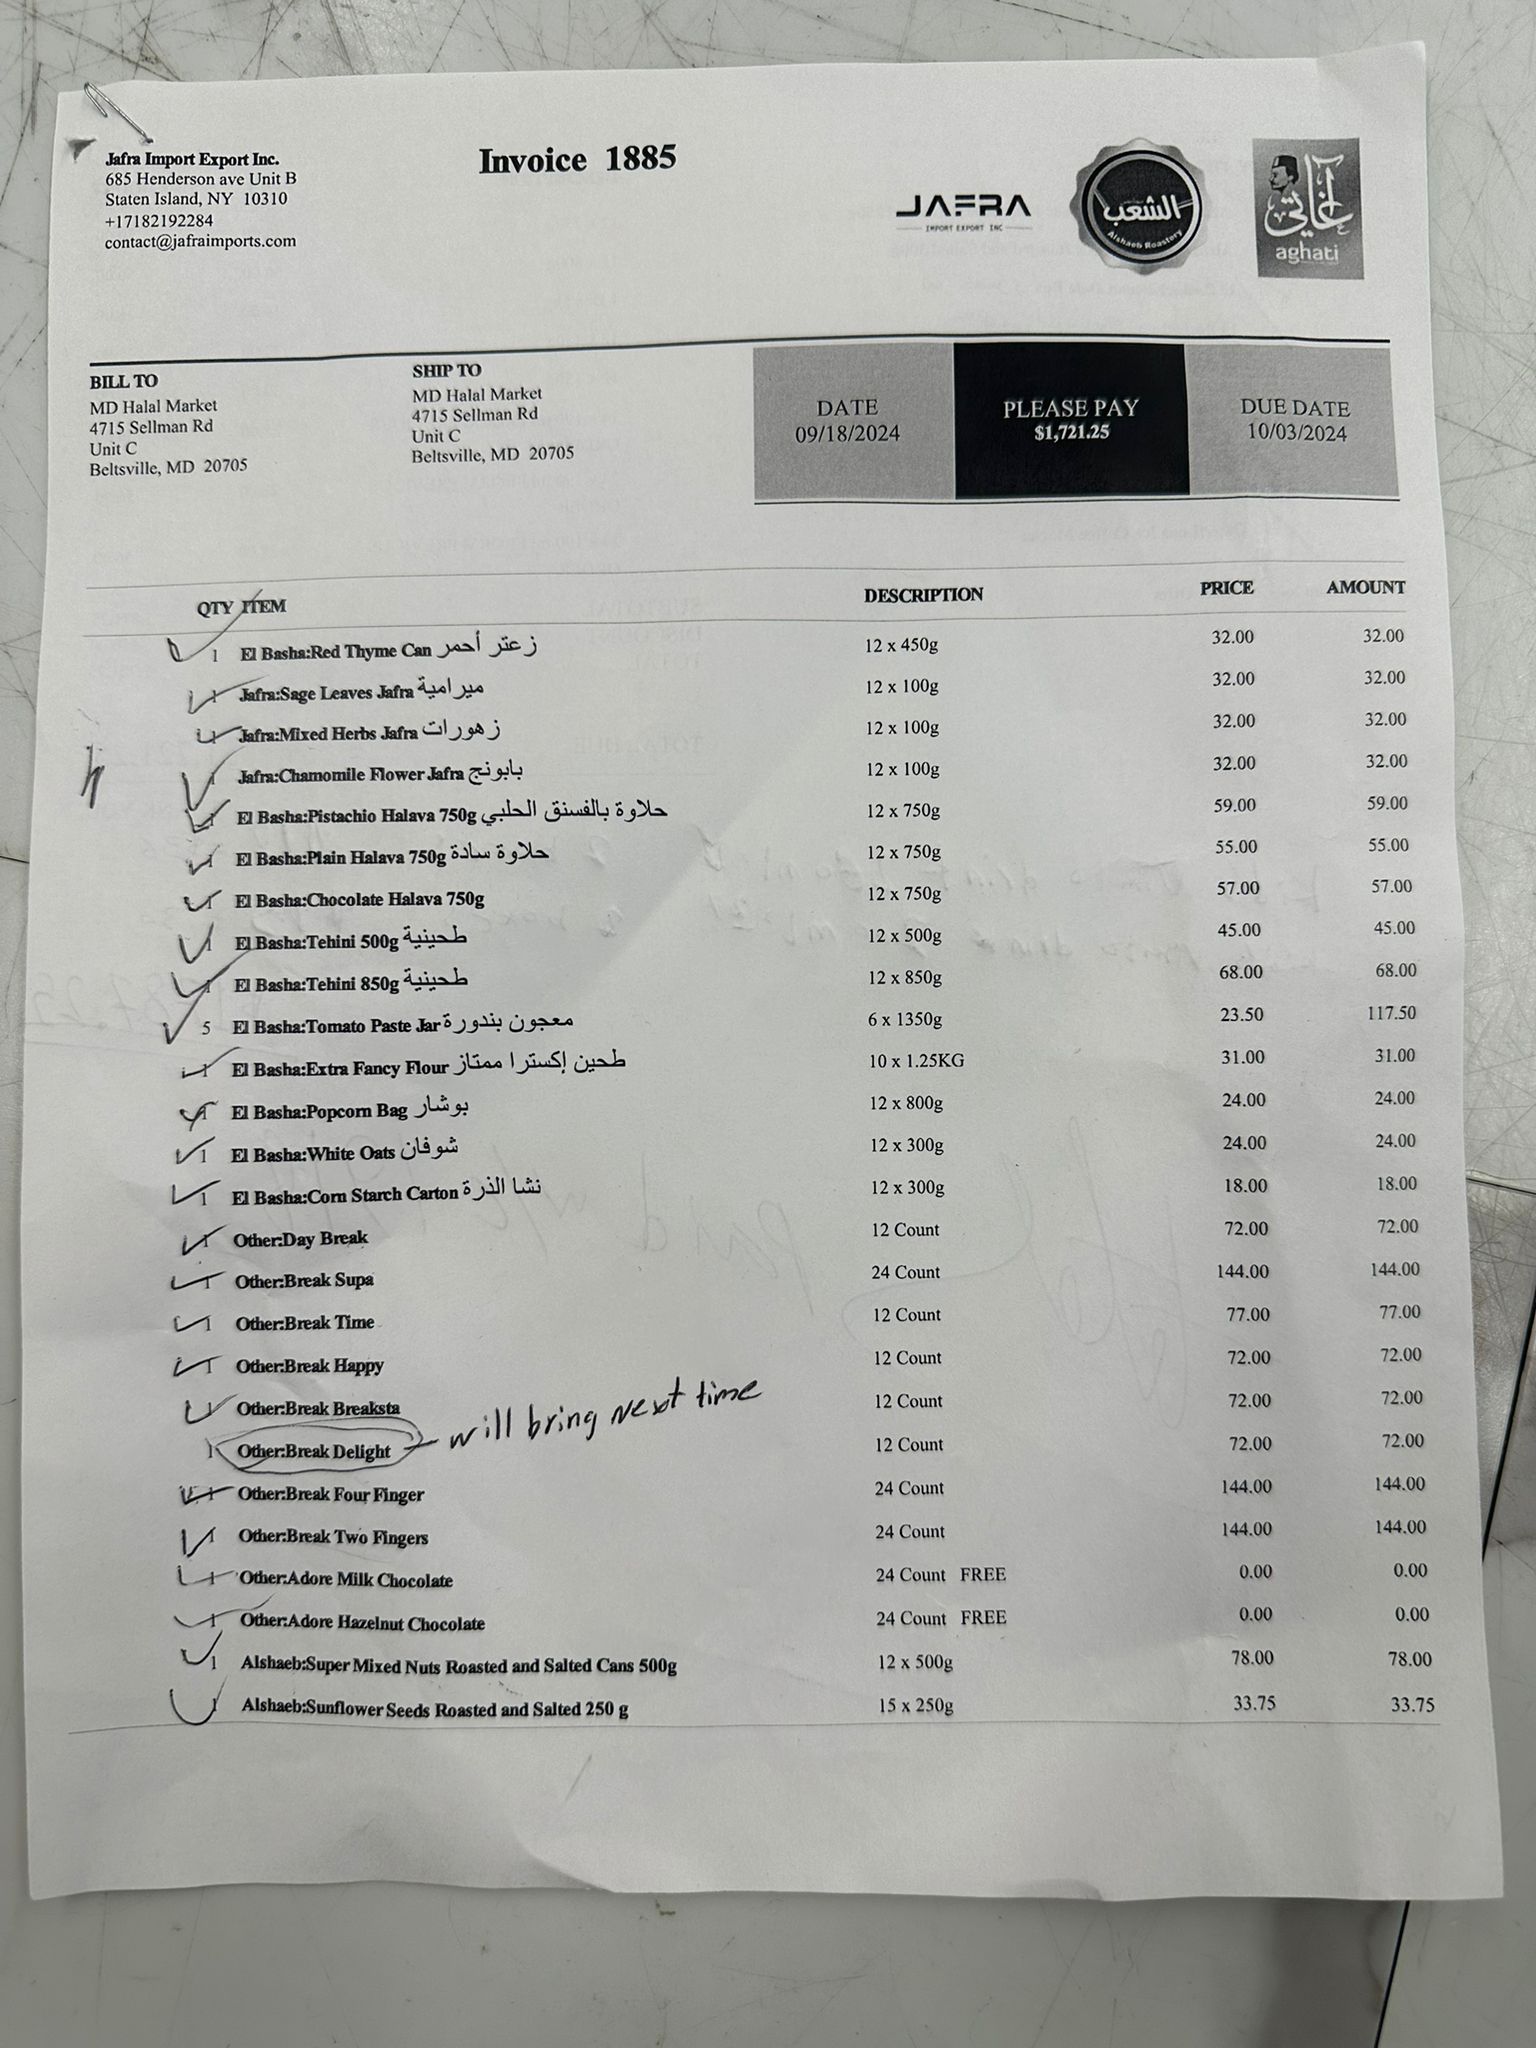 Jafra Import Export Inc.
685 Henderson ave Unit B
Staten Island, NY 10310
+17182192284
contact@jafraimports.com
Invoice 1885
JAFRA
IMPORT EXPORT INC
الشعب
Alshaeb Roastery
أغاتي
aghati
BILL TO
MD Halal Market
4715 Sellman Rd
Unit C
Beltsville, MD 20705
SHIP TO
MD Halal Market
4715 Sellman Rd
Unit C
Beltsville, MD 20705
DATE
09/18/2024
PLEASE PAY
$1,721.25
DUE DATE
10/03/2024
QTY ITEM DESCRIPTION PRICE AMOUNT
1 El Basha:Red Thyme Can زعتر أحمر 12 x 450g 32.00 32.00
1 Jafra:Sage Leaves Jafra ميرامية 12 x 100g 32.00 32.00
1 Jafra:Mixed Herbs Jafra زهورات 12 x 100g 32.00 32.00
1 Jafra:Chamomile Flower Jafra بابونج 12 x 100g 32.00 32.00
1 El Basha:Pistachio Halava 750g حلاوة بالفستق الحلبي 12 x 750g 59.00 59.00
1 El Basha:Plain Halava 750g حلاوة سادة 12 x 750g 55.00 55.00
1 El Basha:Chocolate Halava 750g 12 x 750g 57.00 57.00
1 El Basha:Tehini 500g طحينية 12 x 500g 45.00 45.00
1 El Basha:Tehini 850g طحينية 12 x 850g 68.00 68.00
5 El Basha:Tomato Paste Jar معجون بندورة 6 x 1350g 23.50 117.50
1 El Basha:Extra Fancy Flour طحين إكسترا ممتاز 10 x 1.25KG 31.00 31.00
1 El Basha:Popcorn Bag بوشار 12 x 800g 24.00 24.00
1 El Basha:White Oats شوفان 12 x 300g 24.00 24.00
1 El Basha:Corn Starch Carton نشا الذرة 12 x 300g 18.00 18.00
1 Other:Day Break 12 Count 72.00 72.00
1 Other:Break Supa 24 Count 144.00 144.00
1 Other:Break Time 12 Count 77.00 77.00
1 Other:Break Happy 12 Count 72.00 72.00
1 Other:Break Breaksta 12 Count 72.00 72.00
1 Other:Break Delight will bring next time 12 Count 72.00 72.00
1 Other:Break Four Finger 24 Count 144.00 144.00
1 Other:Break Two Fingers 24 Count 144.00 144.00
1 Other:Adore Milk Chocolate 24 Count FREE 0.00 0.00
1 Other:Adore Hazelnut Chocolate 24 Count FREE 0.00 0.00
1 Alshaeb:Super Mixed Nuts Roasted and Salted Cans 500g 12 x 500g 78.00 78.00
1 Alshaeb:Sunflower Seeds Roasted and Salted 250 g 15 x 250g 33.75 33.75